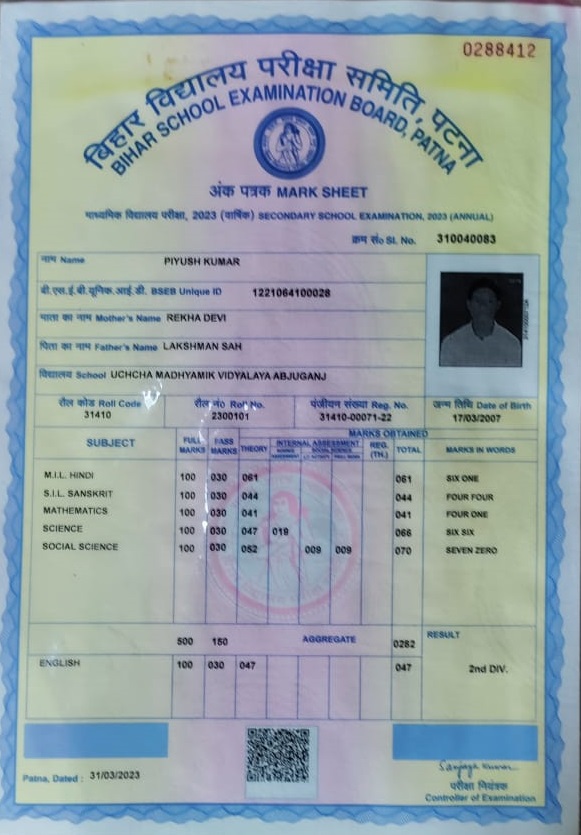 0288412
बिहार विद्यालय परीक्षा समिति, पटना
BIHAR SCHOOL EXAMINATION BOARD, PATNA
अंक पत्रक MARK SHEET
माध्यमिक विद्यालय परीक्षा, 2023 (वार्षिक) SECONDARY SCHOOL EXAMINATION, 2023 (ANNUAL)
क्रम सं० Sl. No. 310040083
नाम Name PIYUSH KUMAR
बी.एस.ई.बी.यूनिक.आई.डी. BSEB Unique ID 1221064100028
माता का नाम Mother's Name REKHA DEVI
पिता का नाम Father's Name LAKSHMAN SAH
विद्यालय School UCHCHA MADHYAMIK VIDYALAYA ABJUGANJ
रौल कोड Roll Code रौल नं० Roll No. पंजीयन संख्या Reg. No. जन्म तिथि Date of Birth
31410 2300101 31410-00071-22 17/03/2007
MARKS OBTAINED
SUBJECT FULL MARKS PASS MARKS THEORY INTERNAL ASSESSMENT REG. (TH.) TOTAL MARKS IN WORDS
M.I.L. HINDI 100 030 061 061 SIX ONE
S.I.L. SANSKRIT 100 030 044 044 FOUR FOUR
MATHEMATICS 100 030 041 041 FOUR ONE
SCIENCE 100 030 047 019 066 SIX SIX
SOCIAL SCIENCE 100 030 052 009 009 070 SEVEN ZERO
500 150 AGGREGATE 0282 RESULT
ENGLISH 100 030 047 047 2nd DIV.
Patna, Dated : 31/03/2023
परीक्षा नियंत्रक
Controller of Examination